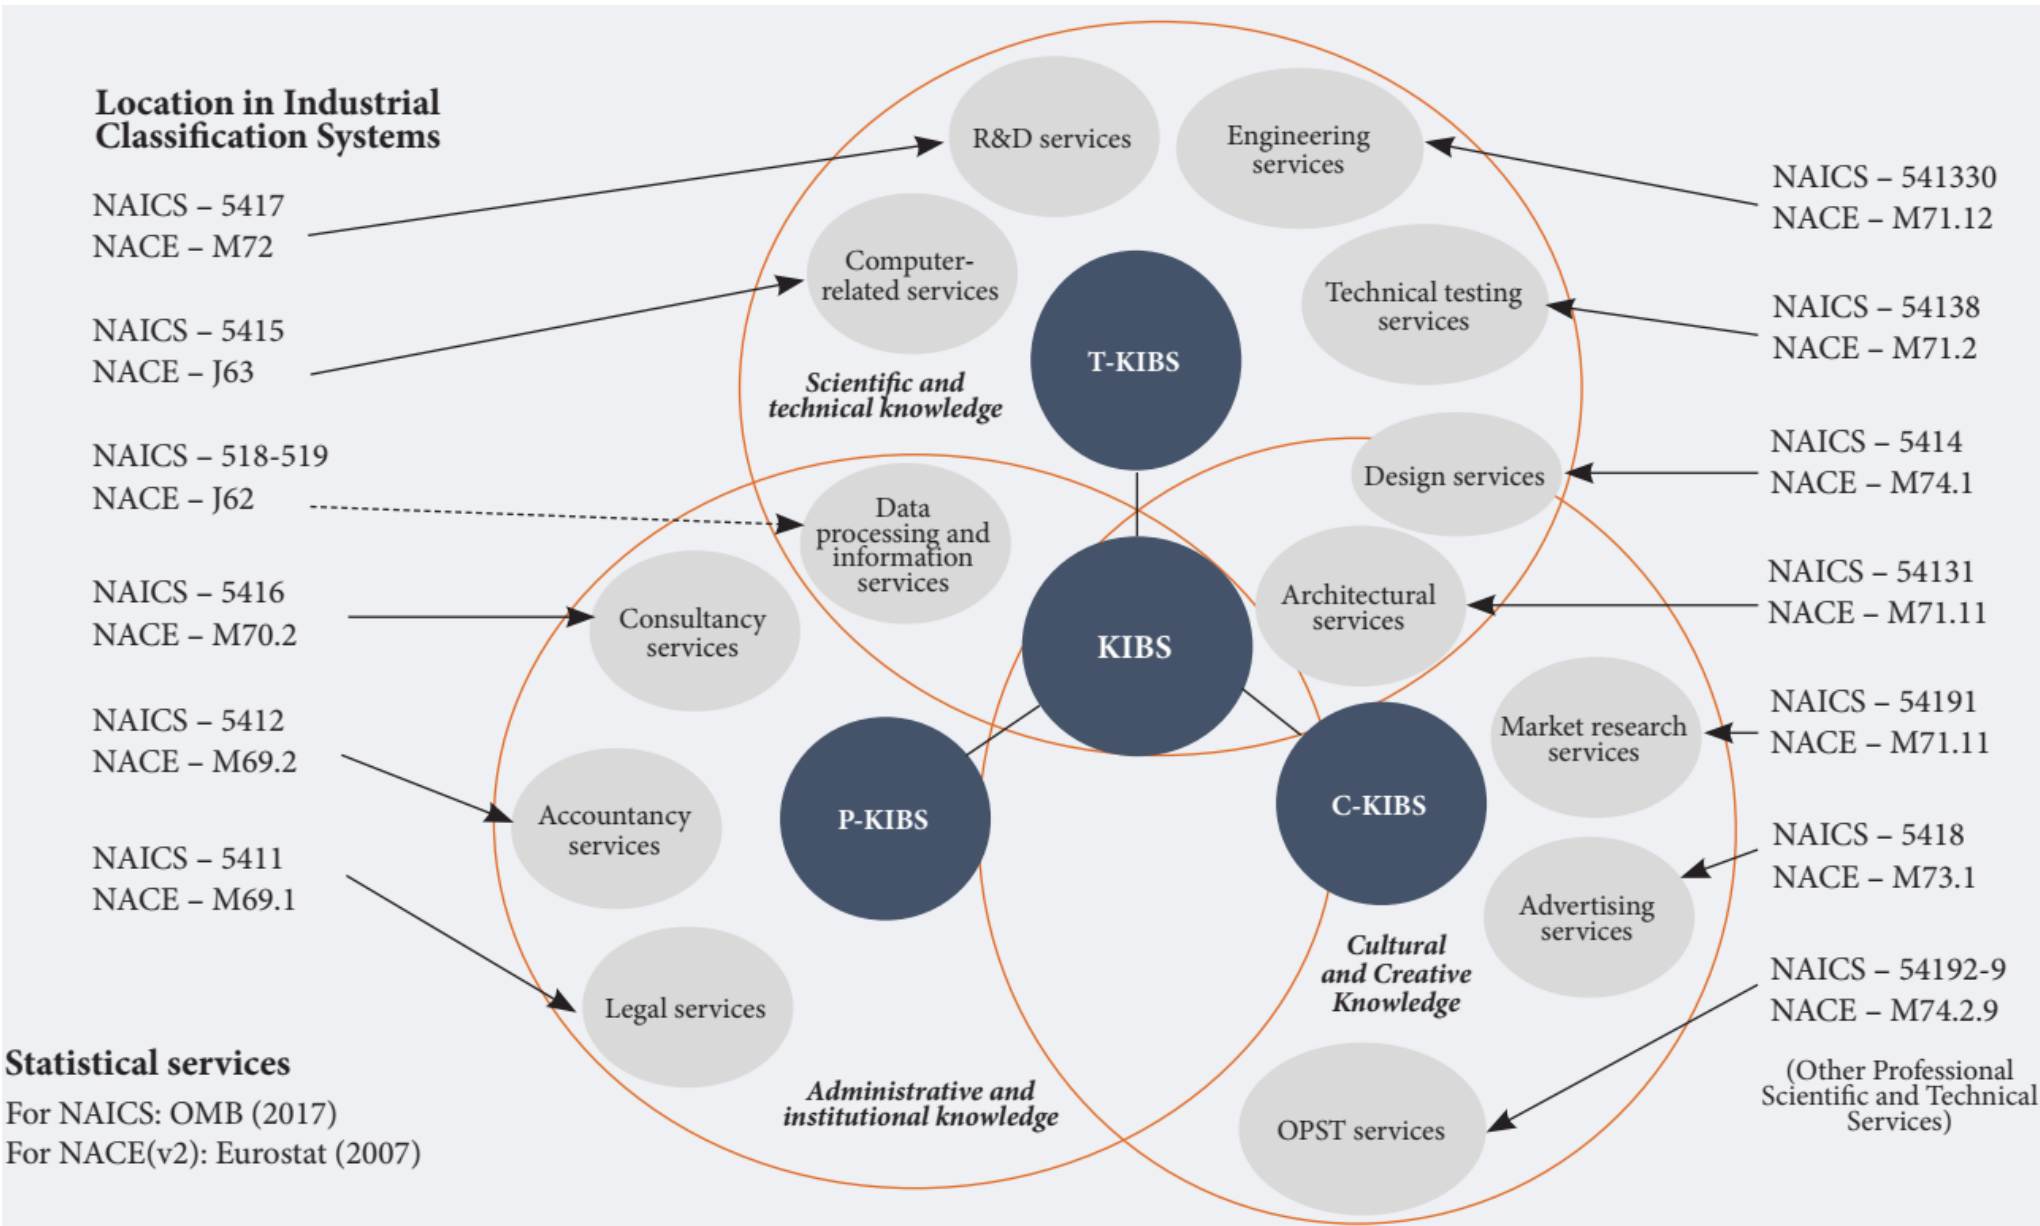 Location in Industrial
Classification Systems
NAICS – 5417
NACE – M72
NAICS – 5415
NACE – J63
NAICS – 518-519
NACE – J62
NAICS – 5416
NACE – M70.2
NAICS – 5412
NACE – M69.2
NAICS – 5411
NACE – M69.1
Statistical services
For NAICS: OMB (2017)
For NACE(v2): Eurostat (2007)
R&D services
Engineering
services
Computer-
related services
Technical testing
services
T-KIBS
Scientific and
technical knowledge
Design services
Data
processing and
information
services
Architectural
services
Consultancy
services
KIBS
Market research
services
P-KIBS
C-KIBS
Accountancy
services
Advertising
services
Cultural
and Creative
Knowledge
Legal services
Administrative and
institutional knowledge
OPST services
NAICS – 541330
NACE – M71.12
NAICS – 54138
NACE – M71.2
NAICS – 5414
NACE – M74.1
NAICS – 54131
NACE – M71.11
NAICS – 54191
NACE – M71.11
NAICS – 5418
NACE – M73.1
NAICS – 54192-9
NACE – M74.2.9
(Other Professional
Scientific and Technical
Services)